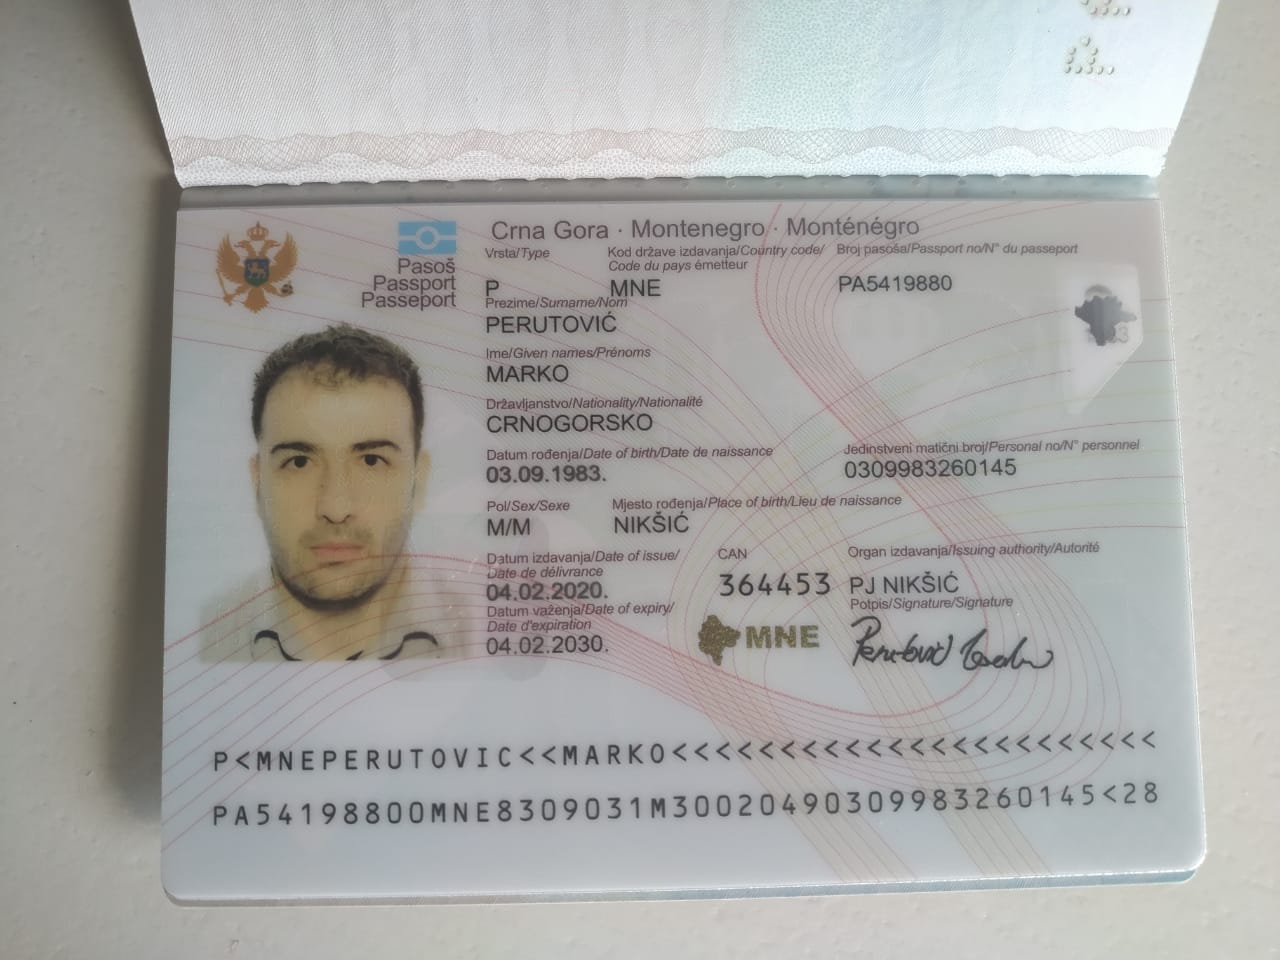 Crna Gora · Montenegro · Monténégro
Pasoš
Passport
Passeport
Vrsta/Type
Kod države izdavanja/Country code/
Code du pays émetteur
Broj pasoša/Passport no/N° du passeport
P
MNE
PA5419880
Prezime/Surname/Nom
PERUTOVIĆ
Ime/Given names/Prénoms
MARKO
Državljanstvo/Nationality/Nationalité
CRNOGORSKO
Datum rođenja/Date of birth/Date de naissance
Jedinstveni matični broj/Personal no/N° personnel
03.09.1983.
0309983260145
Pol/Sex/Sexe
Mjesto rođenja/Place of birth/Lieu de naissance
M/M
NIKŠIĆ
Datum izdavanja/Date of issue/
Date de délivrance
CAN
Organ izdavanja/Issuing authority/Autorité
04.02.2020.
364453
PJ NIKŠIĆ
Datum važenja/Date of expiry/
Date d'expiration
Potpis/Signature/Signature
04.02.2030.
MNE
Perutović
P<MNEPERUTOVIC<<MARKO<<<<<<<<<<<<<<<<<<<<<<<
PA54198800MNE8309031M30020490309983260145<28